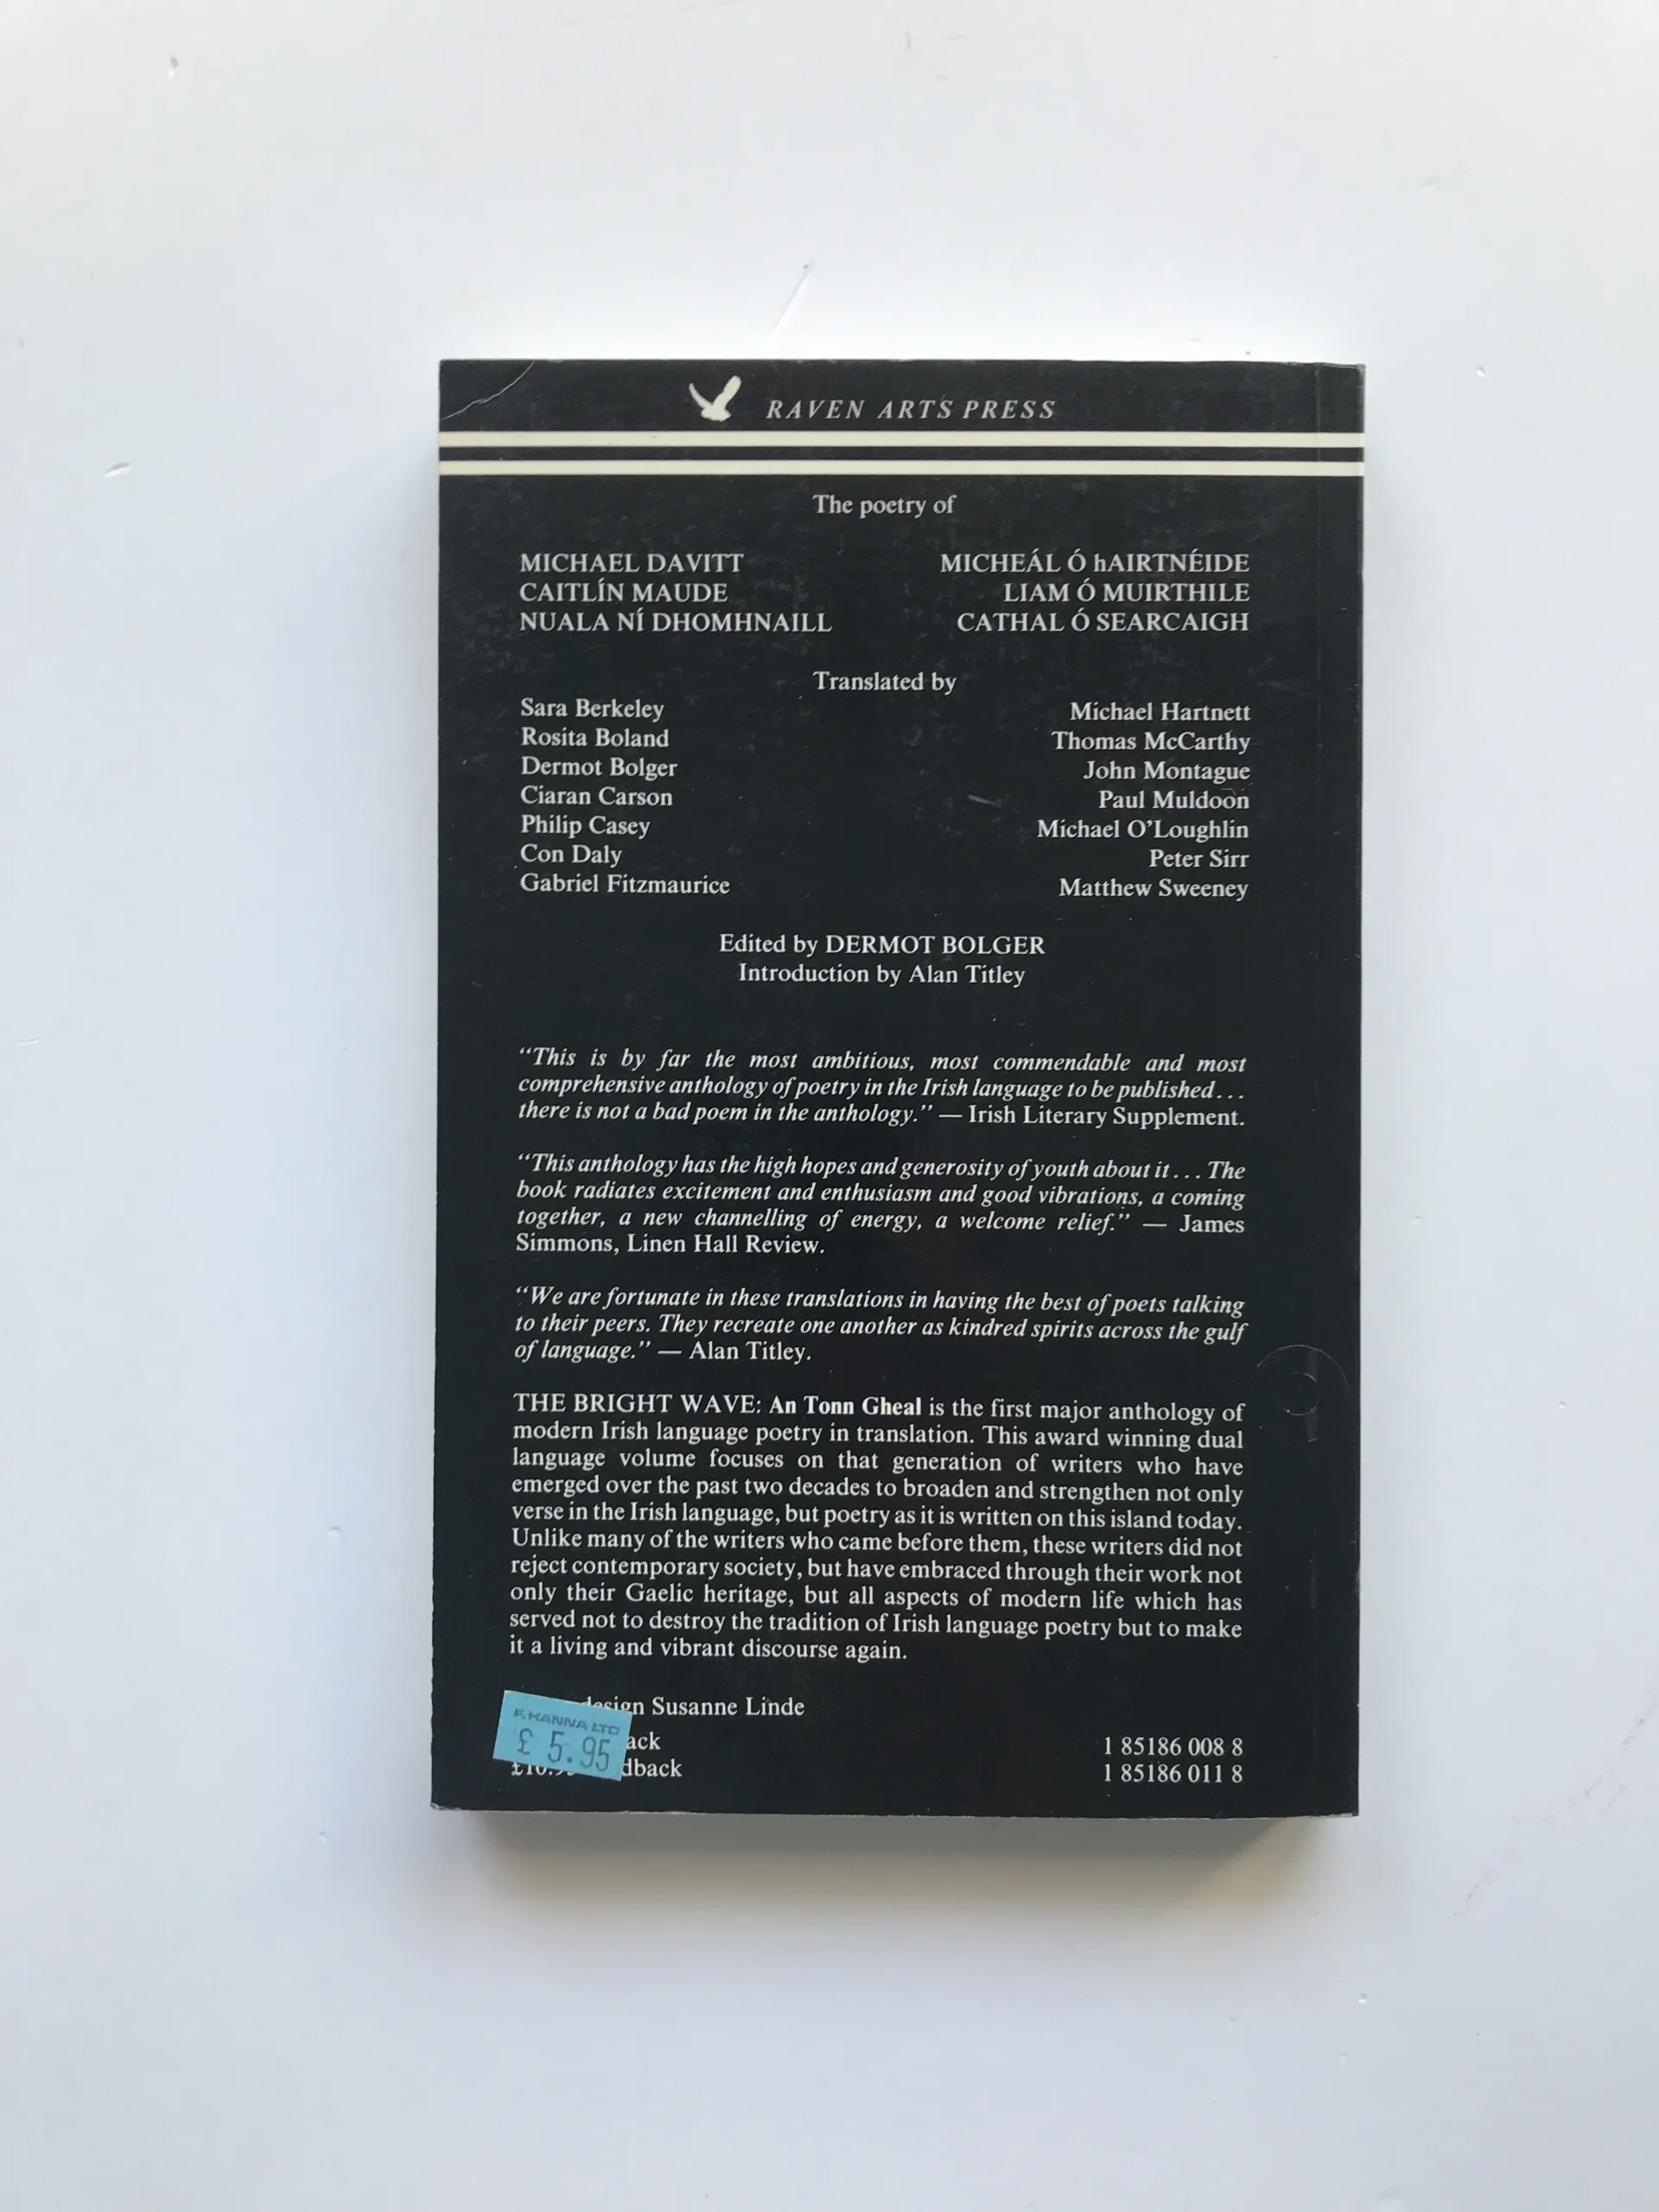 RAVEN ARTS PRESS
The poetry of
MICHAEL DAVITT MICHEÁL Ó hAIRTNÉIDE
CAITLÍN MAUDE LIAM Ó MUIRTHILE
NUALA NÍ DHOMHNAILL CATHAL Ó SEARCAIGH
Translated by
Sara Berkeley Michael Hartnett
Rosita Boland Thomas McCarthy
Dermot Bolger John Montague
Ciaran Carson Paul Muldoon
Philip Casey Michael O’Loughlin
Con Daly Peter Sirr
Gabriel Fitzmaurice Matthew Sweeney
Edited by DERMOT BOLGER
Introduction by Alan Titley
“This is by far the most ambitious, most commendable and most
comprehensive anthology of poetry in the Irish language to be published...
there is not a bad poem in the anthology.” — Irish Literary Supplement.
“This anthology has the high hopes and generosity of youth about it... The
book radiates excitement and enthusiasm and good vibrations, a coming
together, a new channelling of energy, a welcome relief.” — James
Simmons, Linen Hall Review.
“We are fortunate in these translations in having the best of poets talking
to their peers. They recreate one another as kindred spirits across the gulf
of language.” — Alan Titley.
THE BRIGHT WAVE: An Tonn Gheal is the first major anthology of
modern Irish language poetry in translation. This award winning dual
language volume focuses on that generation of writers who have
emerged over the past two decades to broaden and strengthen not only
verse in the Irish language, but poetry as it is written on this island today.
Unlike many of the writers who came before them, these writers did not
reject contemporary society, but have embraced through their work not
only their Gaelic heritage, but all aspects of modern life which has
served not to destroy the tradition of Irish language poetry but to make
it a living and vibrant discourse again.
design Susanne Linde
F. HANNA LTD
£ 5.95
ack 1 85186 008 8
dback 1 85186 011 8